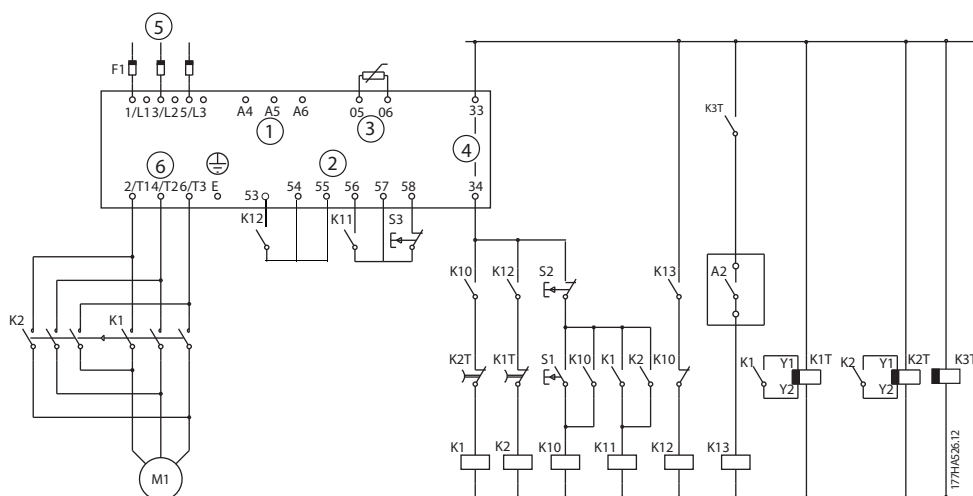 5
F1
1/L1 3/L2 5/L3 A4 A5 A6 05 06 33
1 3
4
6 2
2/T1 4/T2 6/T3 E 53 54 55 56 57 58 34
K12 K11 S3
K3T
K10 K12 S2 K13 A2
K2 K1
K2T K1T S1 K10 K1 K2 K10 K1 Y1 K1T K2 Y1 K2T K3T
Y2 Y2
K1 K2 K10 K11 K12 K13
M1
177HA526.12